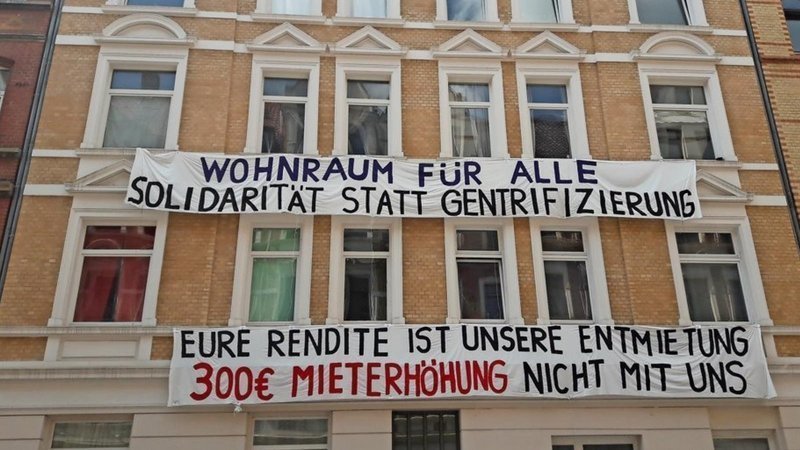 WOHNRAUM FÜR ALLE
SOLIDARITÄT STATT GENTRIFIZIERUNG
EURE RENDITE IST UNSERE ENTMIETUNG
300€ MIETERHÖHUNG NICHT MIT UNS